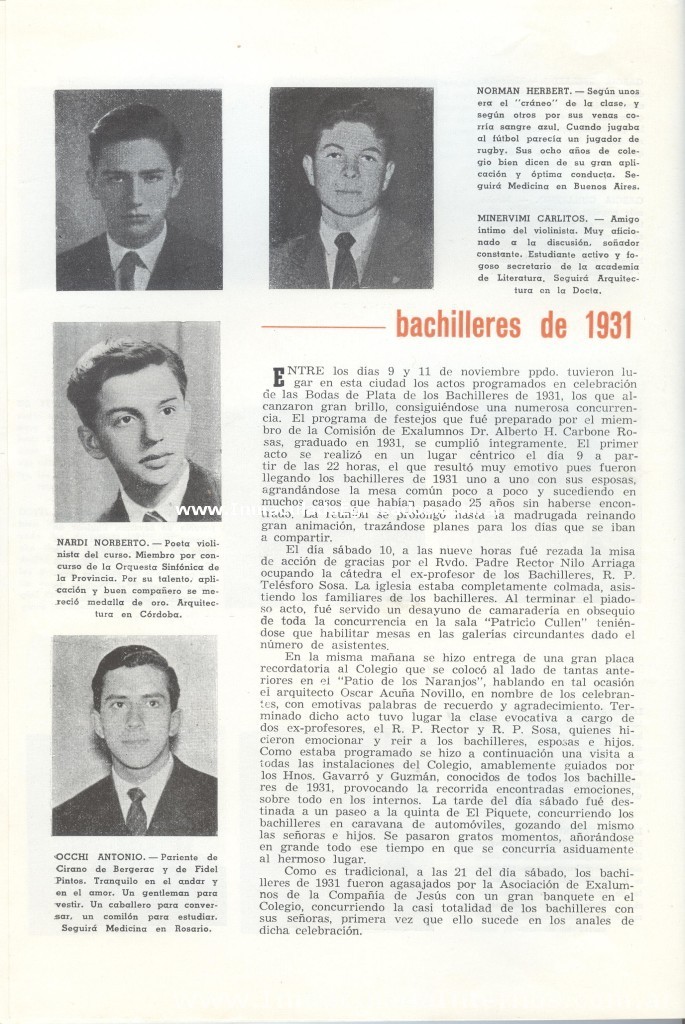 NORMAN HERBERT. — Según unos
era el "cráneo" de la clase, y
según otros por sus venas co-
rría sangre azul. Cuando jugaba
al fútbol parecía un jugador de
rugby. Sus ocho años de cole-
gio bien dicen de su gran apli-
cación y óptima conducta. Se-
guirá Medicina en Buenos Aires.
MINERVIMI CARLITOS. — Amigo
íntimo del violinista. Muy aficio-
nado a la discusión, soñador
constante. Estudiante activo y fo-
goso secretario de la academia
de Literatura. Seguirá Arquitec-
tura en la Docta.
NARDI NORBERTO. — Poeta violi-
nista del curso. Miembro por con-
curso de la Orquesta Sinfónica de
la Provincia. Por su talento, apli-
cación y buen compañero se me-
reció medalla de oro. Arquitec-
tura en Córdoba.
OCCHI ANTONIO. — Pariente de
Cirano de Bergerac y de Fidel
Pintos. Tranquilo en el andar y
en el amor. Un gentleman para
vestir. Un caballero para conver-
sar, un comilón para estudiar.
Seguirá Medicina en Rosario.
bachilleres de 1931
ENTRE los días 9 y 11 de noviembre ppdo. tuvieron lu-
gar en esta ciudad los actos programados en celebración
de las Bodas de Plata de los Bachilleres de 1931, los que al-
canzaron gran brillo, consiguiéndose una numerosa concurren-
cia. El programa de festejos que fué preparado por el miem-
bro de la Comisión de Exalumnos Dr. Alberto H. Carbone Ro-
sas, graduado en 1931, se cumplió íntegramente. El primer
acto se realizó en un lugar céntrico el día 9 a par-
tir de las 22 horas, el que resultó muy emotivo pues fueron
llegando los bachilleres de 1931 uno a uno con sus esposas,
agrandándose la mesa común poco a poco y sucediendo en
muchos casos que habían pasado 25 años sin haberse encon-
trado. La reunión se prolongó hasta la madrugada reinando
gran animación, trazándose planes para los días que se iban
a compartir.
El día sábado 10, a las nueve horas fué rezada la misa
de acción de gracias por el Rvdo. Padre Rector Nilo Arriaga
ocupando la cátedra el ex-profesor de los Bachilleres, R. P.
Telésforo Sosa. La iglesia estaba completamente colmada, asis-
tiendo los familiares de los bachilleres. Al terminar el piado-
so acto, fué servido un desayuno de camaradería en obsequio
de toda la concurrencia en la sala "Patricio Cullen" tenién-
dose que habilitar mesas en las galerías circundantes dado el
número de asistentes.
En la misma mañana se hizo entrega de una gran placa
recordatoria al Colegio que se colocó al lado de tantas ante-
riores en el "Patio de los Naranjos", hablando en tal ocasión
el arquitecto Oscar Acuña Novillo, en nombre de los celebran-
tes, con emotivas palabras de recuerdo y agradecimiento. Ter-
minado dicho acto tuvo lugar la clase evocativa a cargo de
dos ex-profesores, el R. P. Rector y R. P. Sosa, quienes hi-
cieron emocionar y reir a los bachilleres, esposas e hijos.
Como estaba programado se hizo a continuación una visita a
todas las instalaciones del Colegio, amablemente guiados por
los Hnos. Gavarró y Guzmán, conocidos de todos los bachille-
res de 1931, provocando la recorrida encontradas emociones,
sobre todo en los internos. La tarde del día sábado fué des-
tinada a un paseo a la quinta de El Piquete, concurriendo los
bachilleres en caravana de automóviles, gozando del mismo
las señoras e hijos. Se pasaron gratos momentos, añorándose
en grande todo ese tiempo en que se concurría asiduamente
al hermoso lugar.
Como es tradicional, a las 21 del día sábado, los bachi-
lleres de 1931 fueron agasajados por la Asociación de Exalum-
nos de la Compañía de Jesús con un gran banquete en el
Colegio, concurriendo la casi totalidad de los bachilleres con
sus señoras, primera vez que ello sucede en los anales de
dicha celebración.